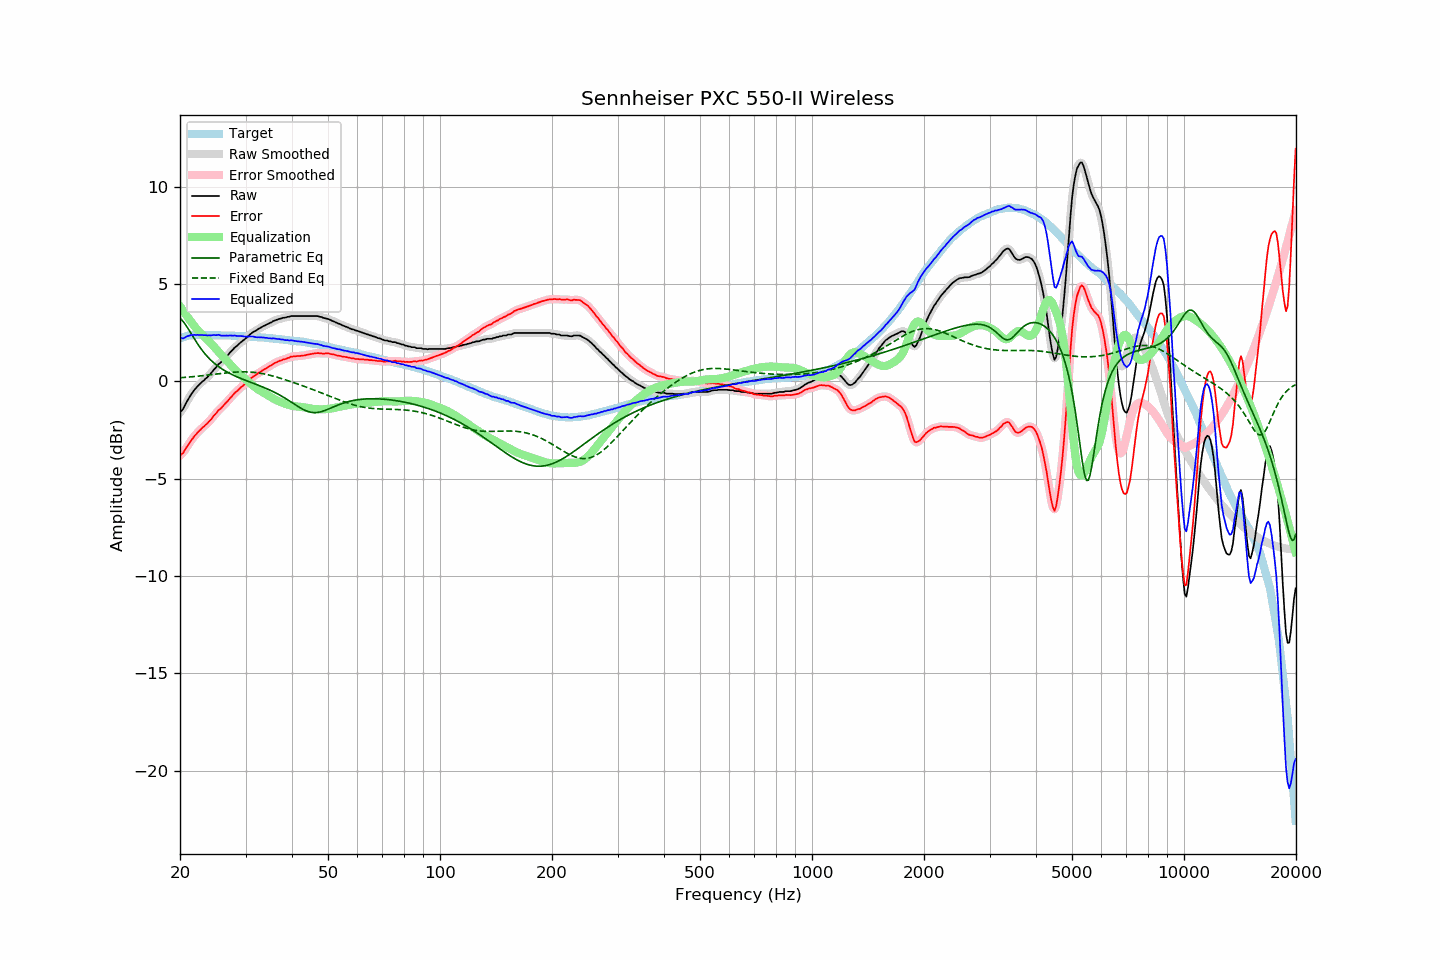 Sennheiser PXC 550-II Wireless
Target
Raw Smoothed
Error Smoothed
Raw
Error
Equalization
Parametric Eq
Fixed Band Eq
Equalized
Amplitude (dBr)
10
5
0
−5
−10
−15
−20
20 50 100 200 500 1000 2000 5000 10000 20000
Frequency (Hz)